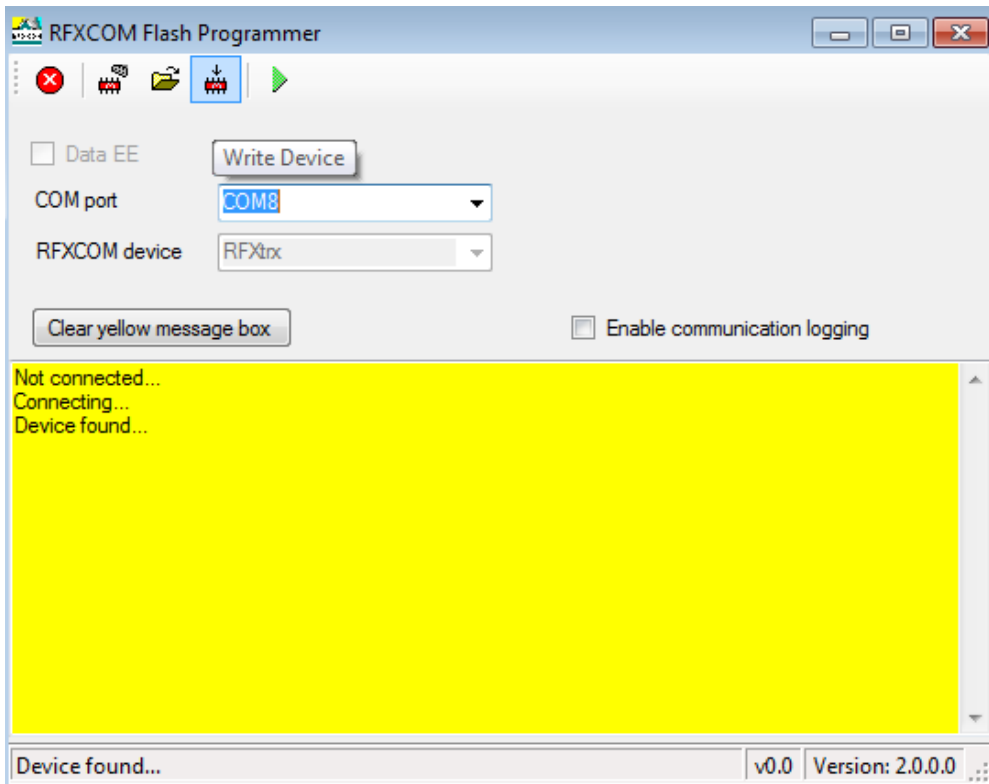 RFXCOM Flash Programmer
Data EE
Write Device
COM port
COM8
RFXCOM device
RFXtrx
Clear yellow message box
Enable communication logging
Not connected...
Connecting...
Device found...
Device found...
v0.0
Version: 2.0.0.0